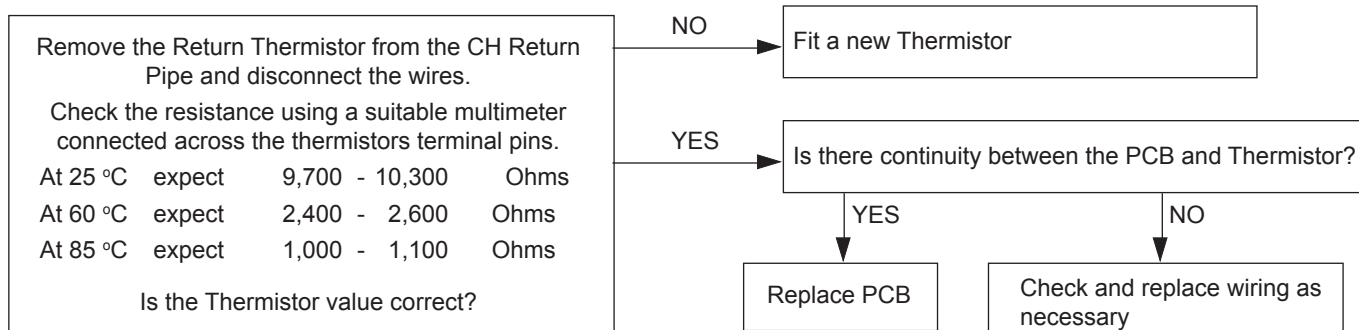 Remove the Return Thermistor from the CH Return
Pipe and disconnect the wires.
Check the resistance using a suitable multimeter
connected across the thermistors terminal pins.
At 25 °C expect 9,700 - 10,300 Ohms
At 60 °C expect 2,400 - 2,600 Ohms
At 85 °C expect 1,000 - 1,100 Ohms
Is the Thermistor value correct?
NO
Fit a new Thermistor
YES
Is there continuity between the PCB and Thermistor?
YES
Replace PCB
NO
Check and replace wiring as
necessary